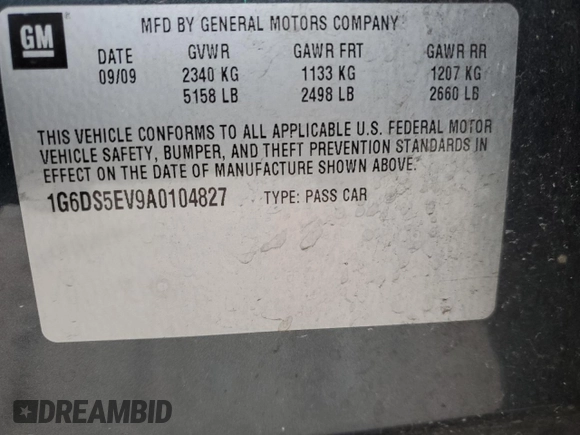 GM
MFD BY GENERAL MOTORS COMPANY
DATE GVWR GAWR FRT GAWR RR
09/09 2340 KG 1133 KG 1207 KG
5158 LB 2498 LB 2660 LB
THIS VEHICLE CONFORMS TO ALL APPLICABLE U.S. FEDERAL MOTOR
VEHICLE SAFETY, BUMPER, AND THEFT PREVENTION STANDARDS IN
EFFECT ON THE DATE OF MANUFACTURE SHOWN ABOVE.
1G6DS5EV9A0104827 TYPE: PASS CAR
DREAMBID